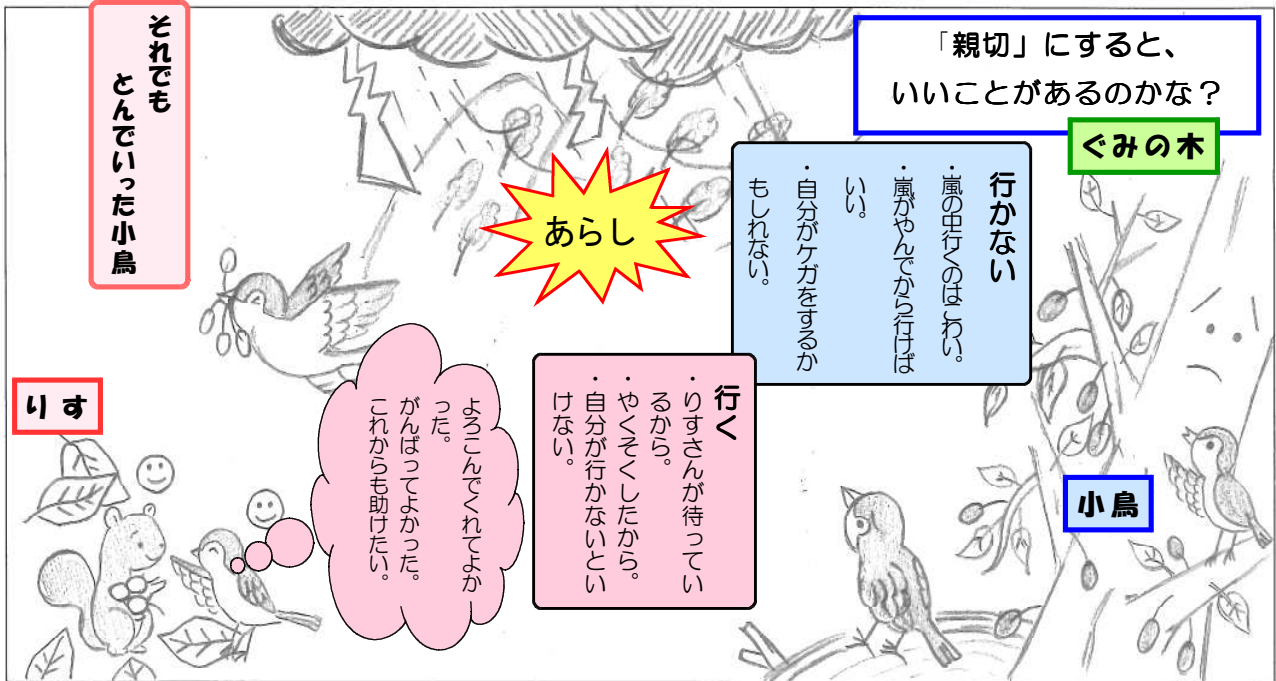 「親切」にすると、
いいことがあるのかな？
ぐみの木
小鳥
行かない
・嵐の中行くのはこわい。
・嵐がやんでから行けば
いい。
・自分がケガをするか
もしれない。
あらし
行く
・りすさんが待ってい
るから。
・やくそくしたから。
・自分が行かないとい
けない。
それでも
とんでいった小鳥
よろこんでくれてよか
った。
がんばってよかった。
これからも助けたい。
りす